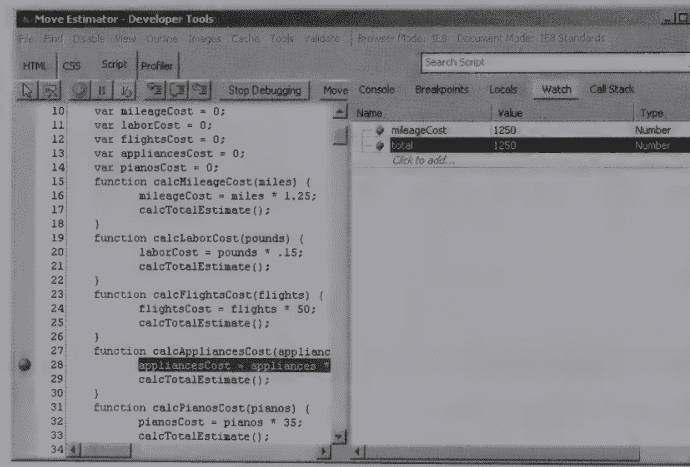 Move Estimator - Developer Tools
File Find Disable View Outline Images Cache Tools Validate Browser Mode: IE8 Document Mode: IE8 Standards
HTML CSS Script Profiler Search Script
Stop Debugging Move Console Breakpoints Locals Watch Call Stack
Name Value Type
mileageCost 1250 Number
total 1250 Number
Click to add...
10 var mileageCost = 0;
11 var laborCost = 0;
12 var flightsCost = 0;
13 var appliancesCost = 0;
14 var pianosCost = 0;
15 function calcMileageCost(miles) {
16 mileageCost = miles * 1.25;
17 calcTotalEstimate();
18 }
19 function calcLaborCost(pounds) {
20 laborCost = pounds * .15;
21 calcTotalEstimate();
22 }
23 function calcFlightsCost(flights) {
24 flightsCost = flights * 50;
25 calcTotalEstimate();
26 }
27 function calcAppliancesCost(applianc
28 appliancesCost = appliances *
29 calcTotalEstimate();
30 }
31 function calcPianosCost(pianos) {
32 pianosCost = pianos * 35;
33 calcTotalEstimate();
34